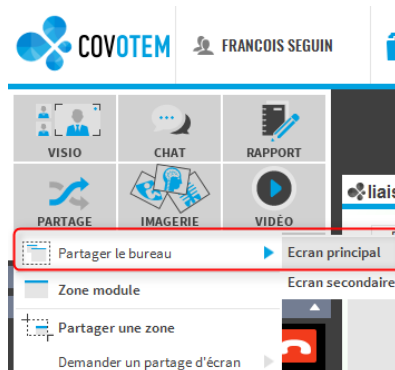 COVOTEM
FRANCOIS SEGUIN
VISIO
CHAT
RAPPORT
PARTAGE
IMAGERIE
VIDÉO
liais
Partager le bureau
Ecran principal
Zone module
Ecran secondaire
Partager une zone
Demander un partage d'écran